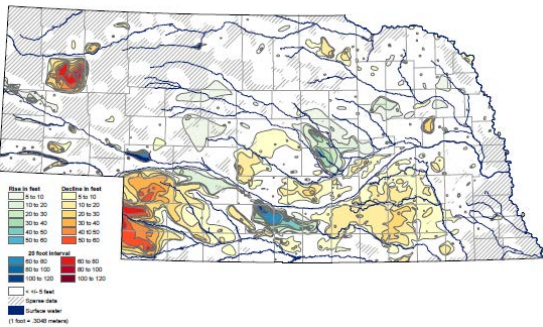 Rise in feet Decline in feet
5 to 10 5 to 10
10 to 20 10 to 20
20 to 30 20 to 30
30 to 40 30 to 40
40 to 50 40 to 50
50 to 60 50 to 60
20 foot interval
60 to 80 60 to 80
80 to 100 80 to 100
100 to 120 100 to 120
< +/- 5 feet
Sparse data
Surface water
(1 foot = .3048 meters)